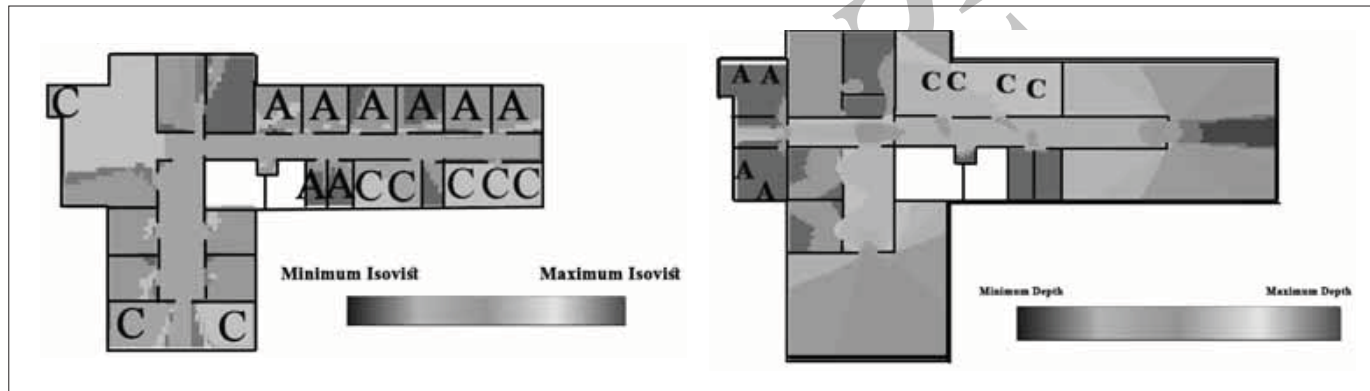 A A C C C C
C A A A A A A
A A C C C C C
A A
Minimum Isovist Maximum Isovist
Minimum Depth Maximum Depth
C C